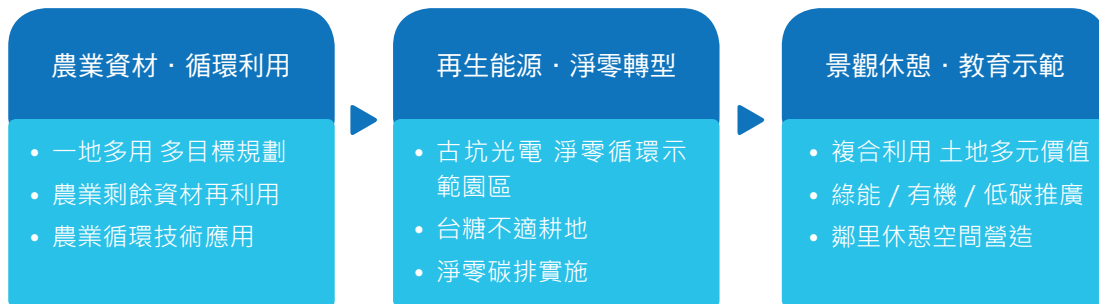 農業資材 · 循環利用
• 一地多用 多目標規劃
• 農業剩餘資材再利用
• 農業循環技術應用
再生能源 · 淨零轉型
• 古坑光電 淨零循環示
範園區
• 台糖不適耕地
• 淨零碳排實施
景觀休憩 · 教育示範
• 複合利用 土地多元價值
• 綠能 / 有機 / 低碳推廣
• 鄰里休憩空間營造